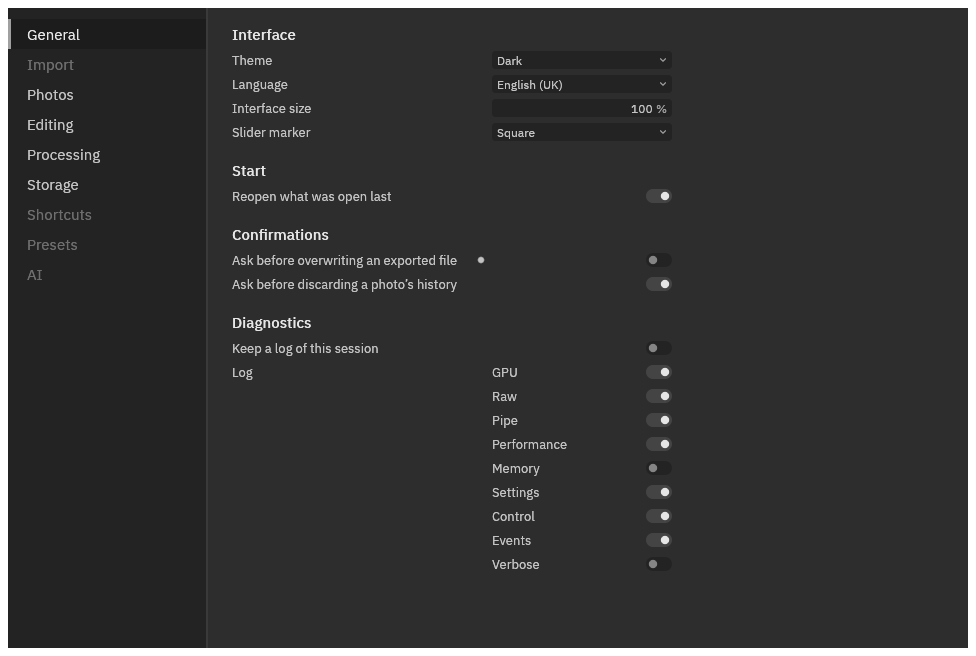 General
Import
Photos
Editing
Processing
Storage
Shortcuts
Presets
AI
Interface
Theme Dark
Language English (UK)
Interface size 100 %
Slider marker Square
Start
Reopen what was open last
Confirmations
Ask before overwriting an exported file
Ask before discarding a photo’s history
Diagnostics
Keep a log of this session
Log GPU
Raw
Pipe
Performance
Memory
Settings
Control
Events
Verbose